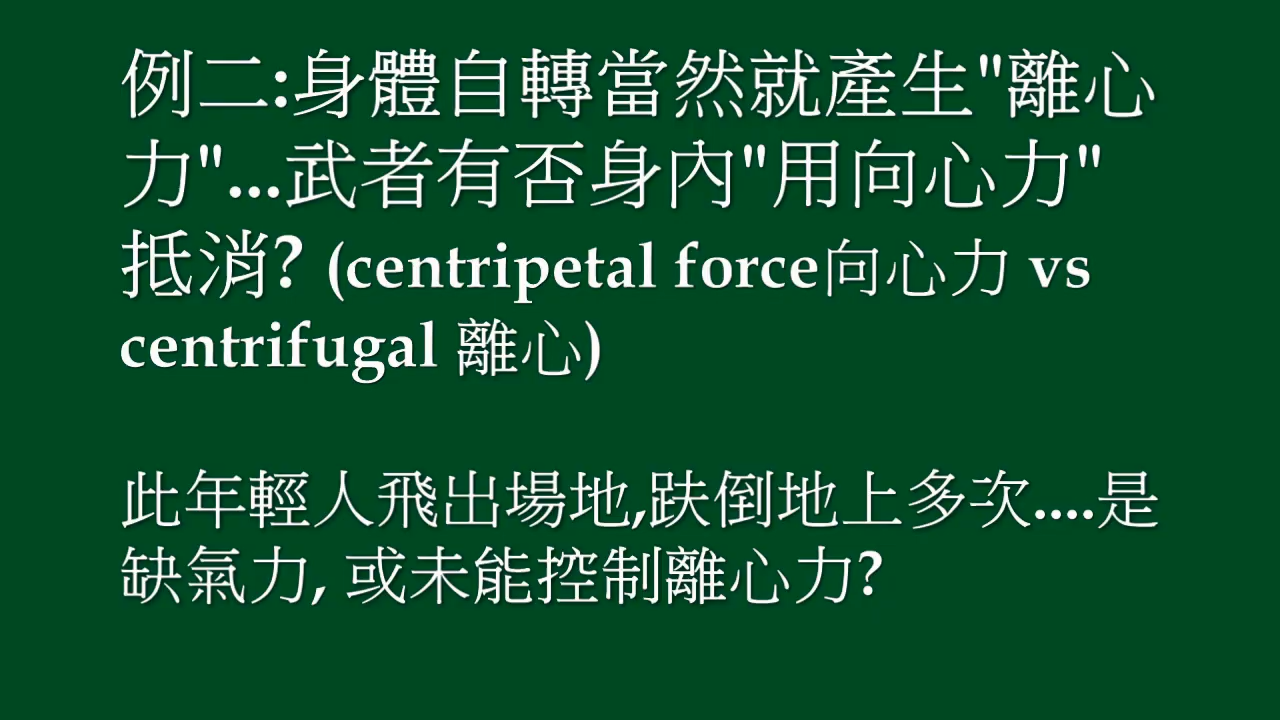 例二:身體自轉當然就產生"離心
力"...武者有否身內"用向心力"
抵消? (centripetal force向心力 vs
centrifugal 離心)
此年輕人飛出場地,趺倒地上多次....是
缺氣力, 或未能控制離心力?